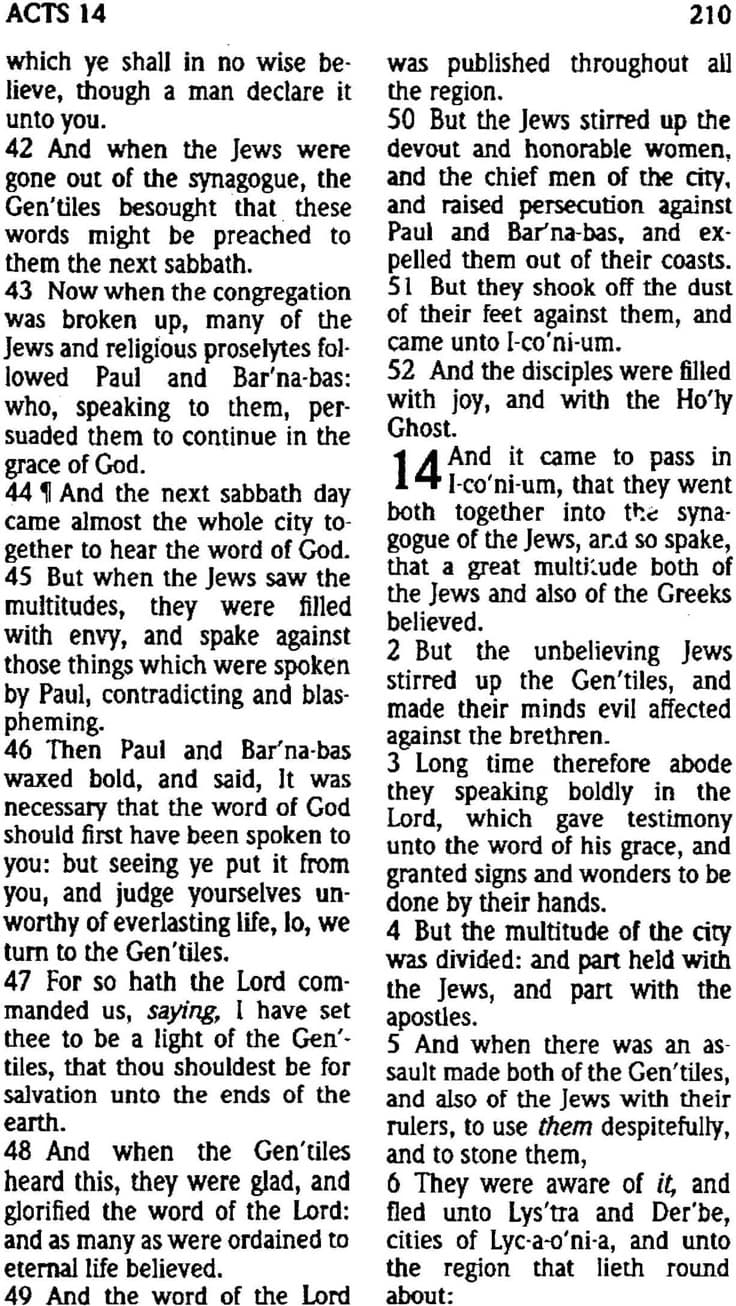 ACTS 14
210
which ye shall in no wise be-
lieve, though a man declare it
unto you.
42 And when the Jews were
gone out of the synagogue, the
Gen'tiles besought that these
words might be preached to
them the next sabbath.
43 Now when the congregation
was broken up, many of the
Jews and religious proselytes fol-
lowed Paul and Bar'na-bas:
who, speaking to them, per-
suaded them to continue in the
grace of God.
44 ¶ And the next sabbath day
came almost the whole city to-
gether to hear the word of God.
45 But when the Jews saw the
multitudes, they were filled
with envy, and spake against
those things which were spoken
by Paul, contradicting and blas-
pheming.
46 Then Paul and Bar'na-bas
waxed bold, and said, It was
necessary that the word of God
should first have been spoken to
you: but seeing ye put it from
you, and judge yourselves un-
worthy of everlasting life, lo, we
turn to the Gen'tiles.
47 For so hath the Lord com-
manded us, saying, I have set
thee to be a light of the Gen'-
tiles, that thou shouldest be for
salvation unto the ends of the
earth.
48 And when the Gen'tiles
heard this, they were glad, and
glorified the word of the Lord:
and as many as were ordained to
eternal life believed.
49 And the word of the Lord
was published throughout all
the region.
50 But the Jews stirred up the
devout and honorable women,
and the chief men of the city,
and raised persecution against
Paul and Bar'na-bas, and ex-
pelled them out of their coasts.
51 But they shook off the dust
of their feet against them, and
came unto I-co'ni-um.
52 And the disciples were filled
with joy, and with the Ho'ly
Ghost.
14 And it came to pass in
I-co'ni-um, that they went
both together into the syna-
gogue of the Jews, and so spake,
that a great multitude both of
the Jews and also of the Greeks
believed.
2 But the unbelieving Jews
stirred up the Gen'tiles, and
made their minds evil affected
against the brethren.
3 Long time therefore abode
they speaking boldly in the
Lord, which gave testimony
unto the word of his grace, and
granted signs and wonders to be
done by their hands.
4 But the multitude of the city
was divided: and part held with
the Jews, and part with the
apostles.
5 And when there was an as-
sault made both of the Gen'tiles,
and also of the Jews with their
rulers, to use them despitefully,
and to stone them,
6 They were aware of it, and
fled unto Lys'tra and Der'be,
cities of Lyc-a-o'ni-a, and unto
the region that lieth round
about: